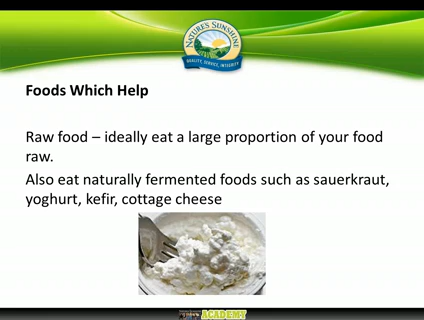 NATURE'S SUNSHINE
QUALITY, SERVICE, INTEGRITY
Foods Which Help
Raw food – ideally eat a large proportion of your food
raw.
Also eat naturally fermented foods such as sauerkraut,
yoghurt, kefir, cottage cheese
ACADEMY